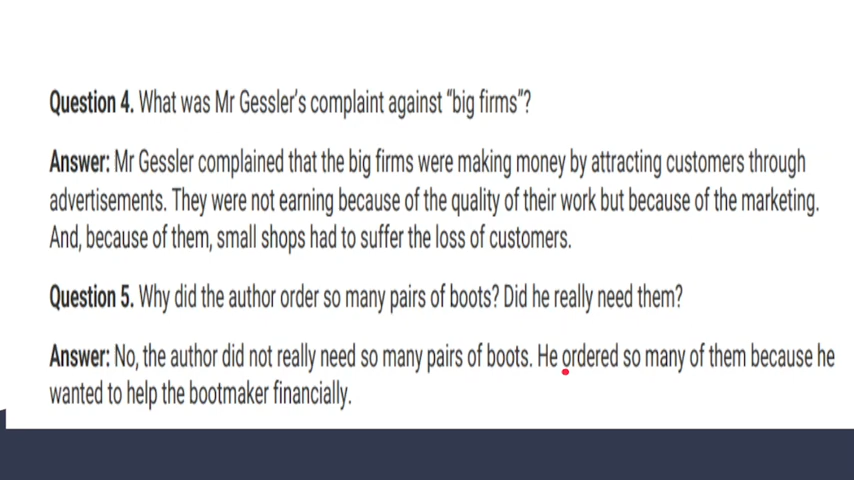 Question 4. What was Mr Gessler's complaint against "big firms"?
Answer: Mr Gessler complained that the big firms were making money by attracting customers through
advertisements. They were not earning because of the quality of their work but because of the marketing.
And, because of them, small shops had to suffer the loss of customers.
Question 5. Why did the author order so many pairs of boots? Did he really need them?
Answer: No, the author did not really need so many pairs of boots. He ordered so many of them because he
wanted to help the bootmaker financially.